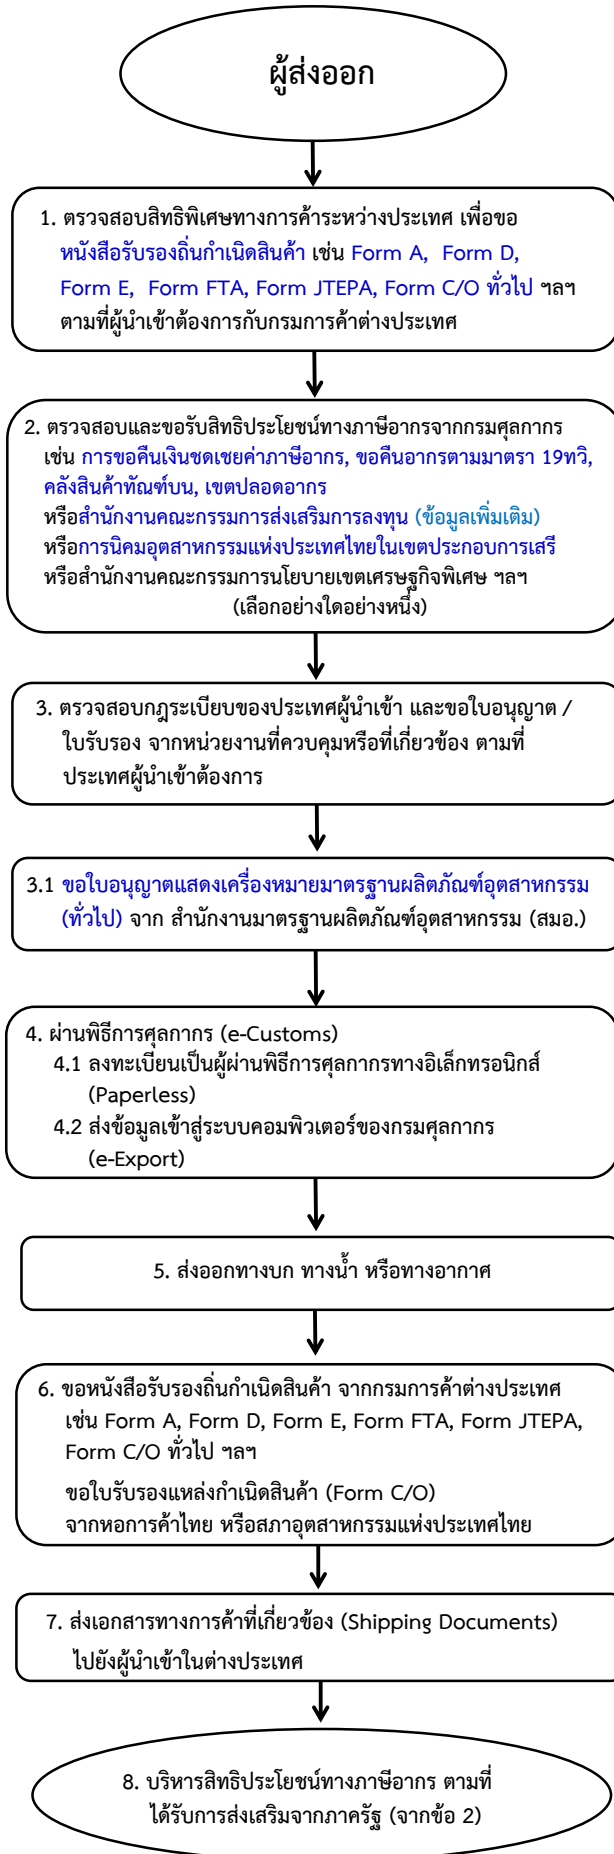 ผู้ส่งออก
1. ตรวจสอบสิทธิพิเศษทางการค้าระหว่างประเทศ เพื่อขอ
หนังสือรับรองถิ่นกำเนิดสินค้า เช่น Form A, Form D,
Form E, Form FTA, Form JTEPA, Form C/O ทั่วไป ฯลฯ
ตามที่ผู้นำเข้าต้องการกับกรมการค้าต่างประเทศ
2. ตรวจสอบและขอรับสิทธิประโยชน์ทางภาษีอากรจากกรมศุลกากร
เช่น การขอคืนเงินชดเชยค่าภาษีอากร, ขอคืนอากรตามมาตรา 19ทวิ,
คลังสินค้าทัณฑ์บน, เขตปลอดอากร
หรือสำนักงานคณะกรรมการส่งเสริมการลงทุน (ข้อมูลเพิ่มเติม)
หรือการนิคมอุตสาหกรรมแห่งประเทศไทยในเขตประกอบการเสรี
หรือสำนักงานคณะกรรมการนโยบายเขตเศรษฐกิจพิเศษ ฯลฯ
(เลือกอย่างใดอย่างหนึ่ง)
3. ตรวจสอบกฎระเบียบของประเทศผู้นำเข้า และขอใบอนุญาต /
ใบรับรอง จากหน่วยงานที่ควบคุมหรือที่เกี่ยวข้อง ตามที่
ประเทศผู้นำเข้าต้องการ
3.1 ขอใบอนุญาตแสดงเครื่องหมายมาตรฐานผลิตภัณฑ์อุตสาหกรรม
(ทั่วไป) จาก สำนักงานมาตรฐานผลิตภัณฑ์อุตสาหกรรม (สมอ.)
4. ผ่านพิธีการศุลกากร (e-Customs)
4.1 ลงทะเบียนเป็นผู้ผ่านพิธีการศุลกากรทางอิเล็กทรอนิกส์
(Paperless)
4.2 ส่งข้อมูลเข้าสู่ระบบคอมพิวเตอร์ของกรมศุลกากร
(e-Export)
5. ส่งออกทางบก ทางน้ำ หรือทางอากาศ
6. ขอหนังสือรับรองถิ่นกำเนิดสินค้า จากกรมการค้าต่างประเทศ
เช่น Form A, Form D, Form E, Form FTA, Form JTEPA,
Form C/O ทั่วไป ฯลฯ
ขอใบรับรองแหล่งกำเนิดสินค้า (Form C/O)
จากหอการค้าไทย หรือสภาอุตสาหกรรมแห่งประเทศไทย
7. ส่งเอกสารทางการค้าที่เกี่ยวข้อง (Shipping Documents)
ไปยังผู้นำเข้าในต่างประเทศ
8. บริหารสิทธิประโยชน์ทางภาษีอากร ตามที่
ได้รับการส่งเสริมจากภาครัฐ (จากข้อ 2)